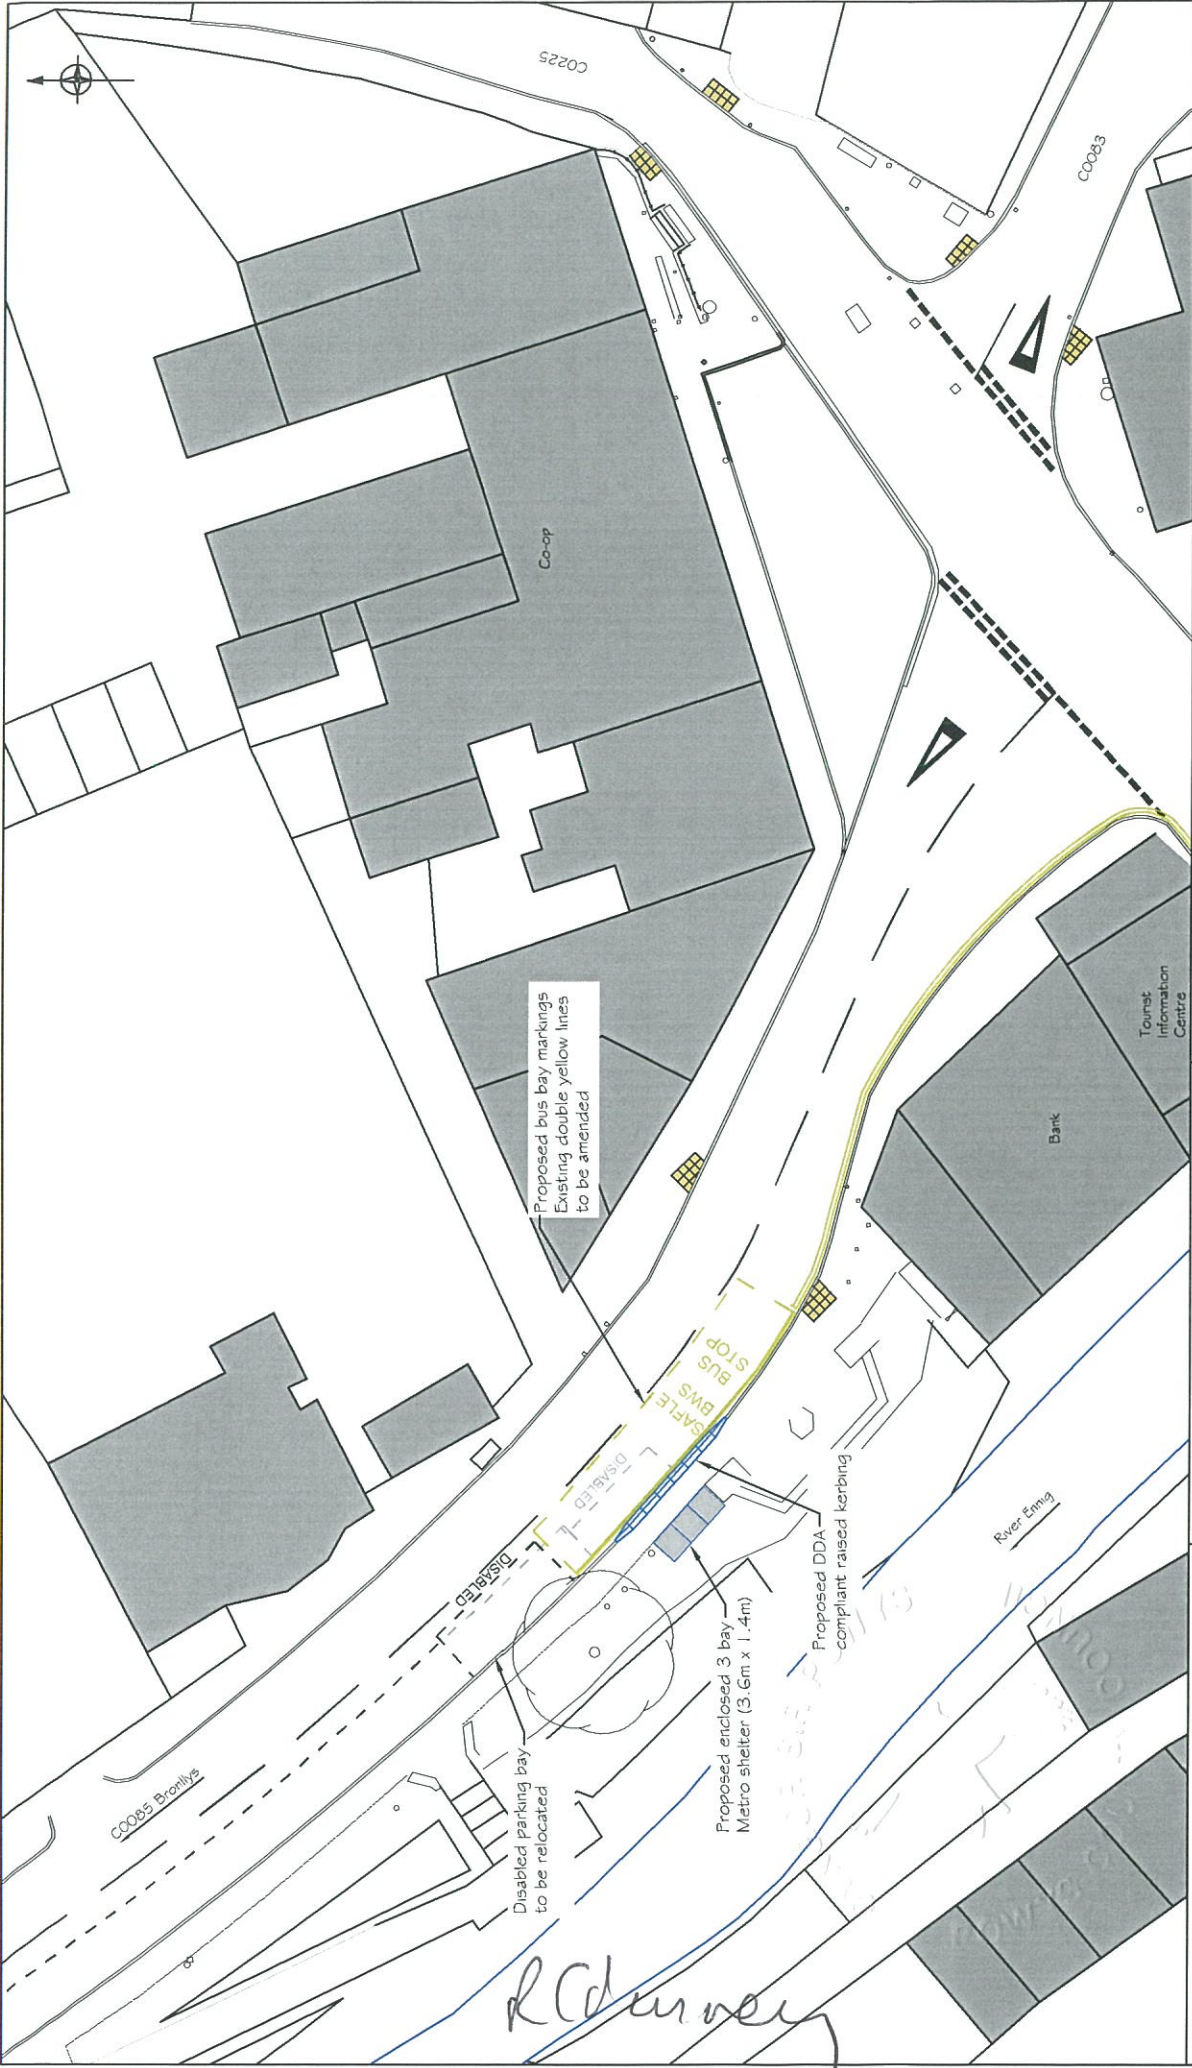 C0225
C0083
Co-op
Proposed bus bay markings
Existing double yellow lines
to be amended
Tourist
Information
Centre
Bank
SAFLE
BWS
BUS
STOP
DISABLED
DISABLED
C0085 Bronllys
Disabled parking bay
to be relocated
Proposed enclosed 3 bay
Metro shelter (3.6m x 1.4m)
Proposed DDA
compliant raised kerbing
River Ennig